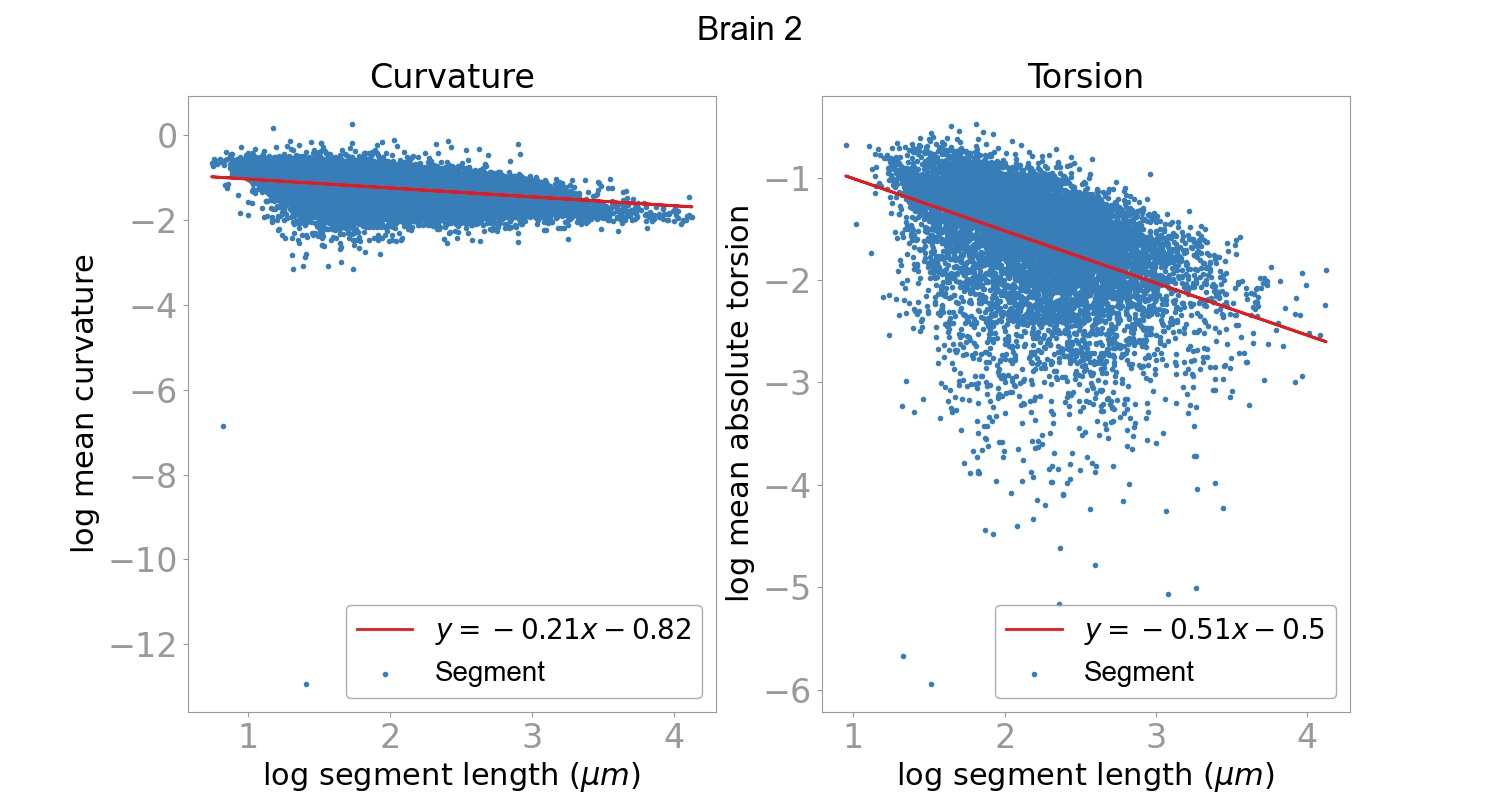 Brain 2
Curvature
Torsion
log mean curvature
0
−2
−4
−6
−8
−10
−12
1 2 3 4
log segment length (μm)
y = −0.21x − 0.82
Segment
log mean absolute torsion
−1
−2
−3
−4
−5
−6
1 2 3 4
log segment length (μm)
y = −0.51x − 0.5
Segment